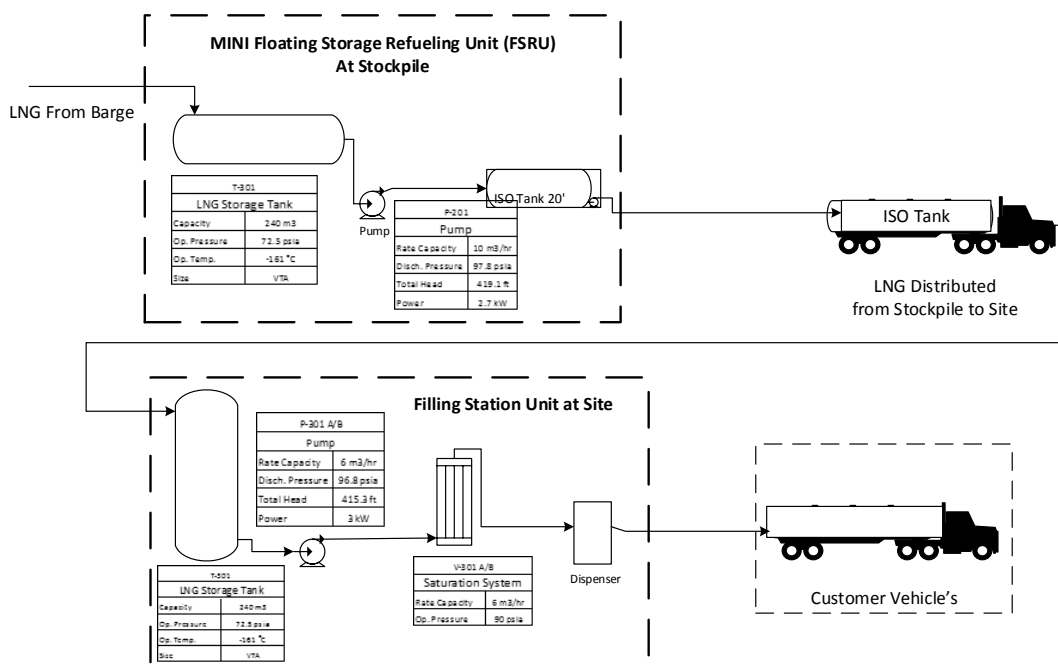 MINI Floating Storage Refueling Unit (FSRU)
At Stockpile
LNG From Barge
T-301
LNG Storage Tank
Capacity 240 m3
Op. Pressure 72.5 psia
Op. Temp. -161 °C
Size VTA
Pump
ISO Tank 20'
P-201
Pump
Rate Capacity 10 m3/hr
Disch. Pressure 97.8 psia
Total Head 419.1 ft
Power 2.7 kW
ISO Tank
LNG Distributed
from Stockpile to Site
Filling Station Unit at Site
P-301 A/B
Pump
Rate Capacity 6 m3/hr
Disch. Pressure 96.8 psia
Total Head 415.3 ft
Power 3 kW
T-301
LNG Storage Tank
Capacity 240 m3
Op. Pressure 72.5 psia
Op. Temp. -161 °C
Size VTA
V-301 A/B
Saturation System
Rate Capacity 6 m3/hr
Op. Pressure 90 psia
Dispenser
Customer Vehicle's